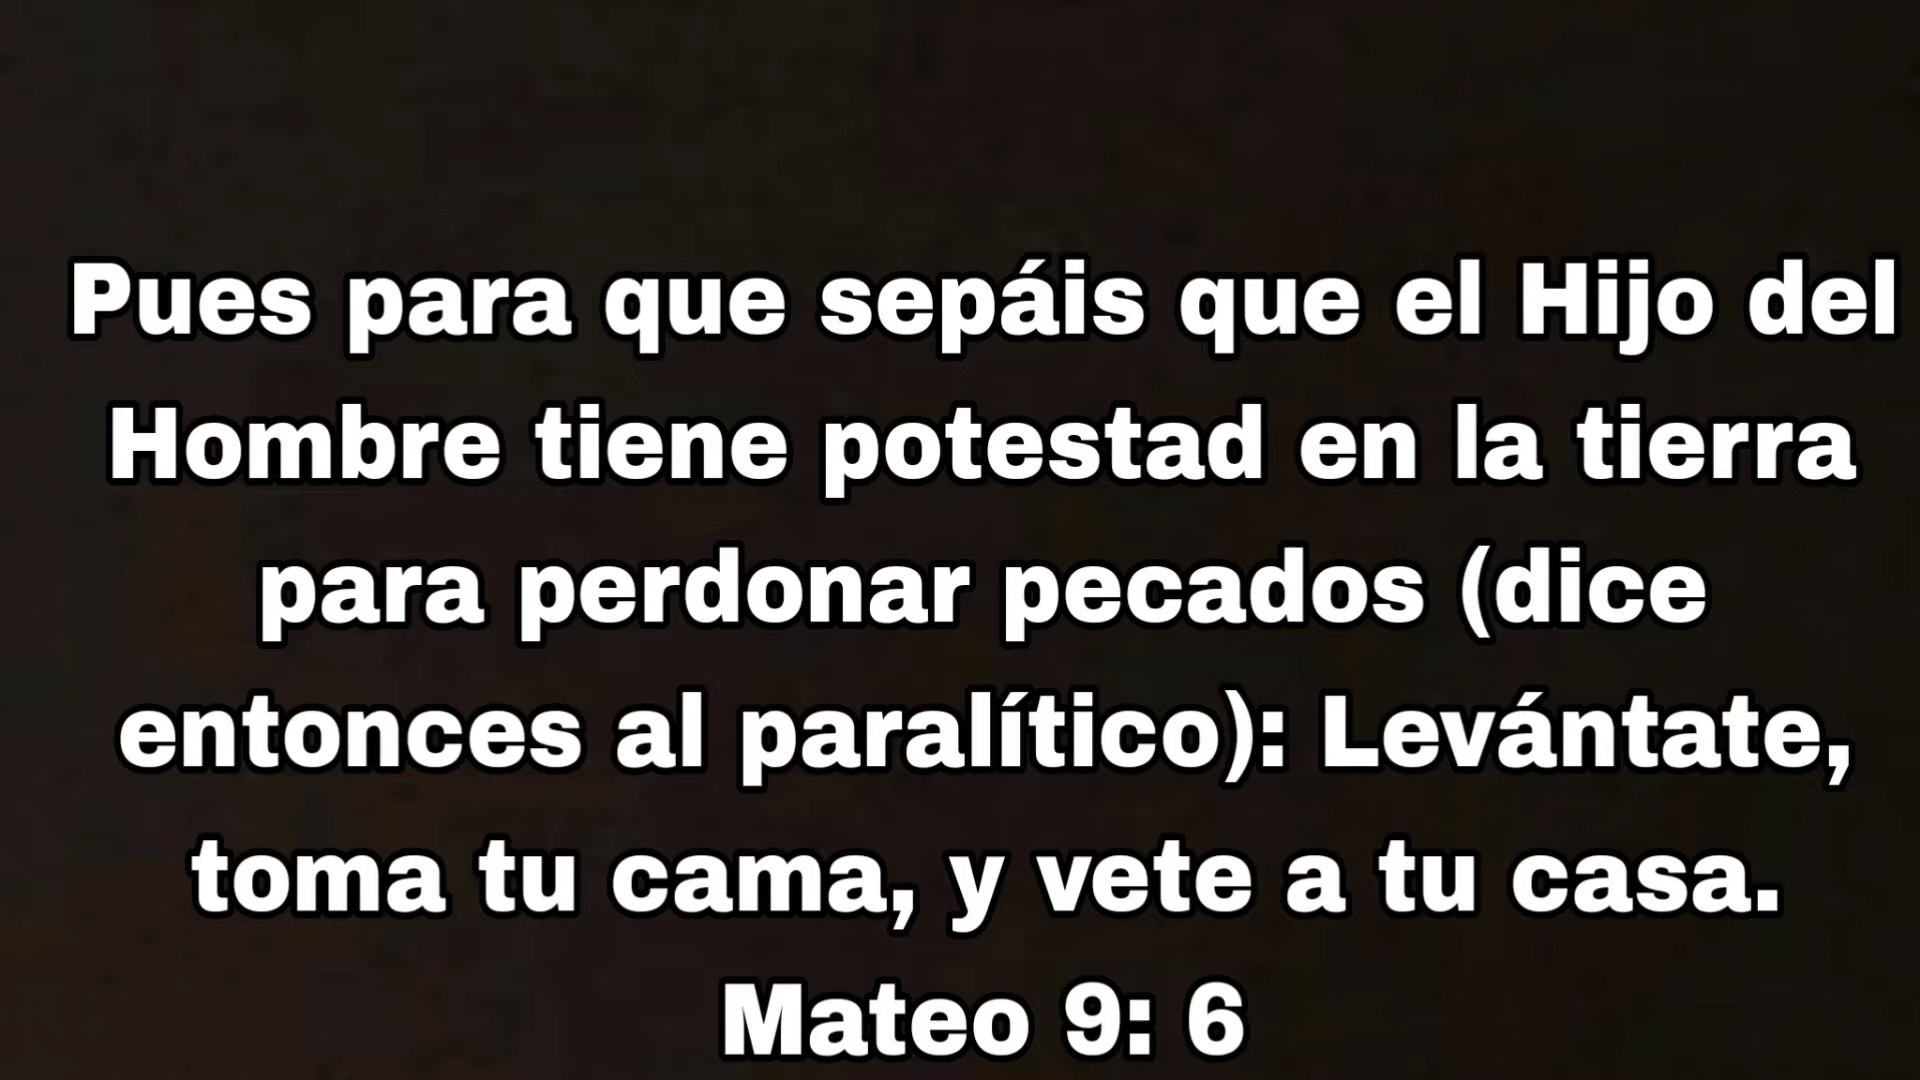 Pues para que sepáis que el Hijo del
Hombre tiene potestad en la tierra
para perdonar pecados (dice
entonces al paralítico): Levántate,
toma tu cama, y vete a tu casa.
Mateo 9: 6